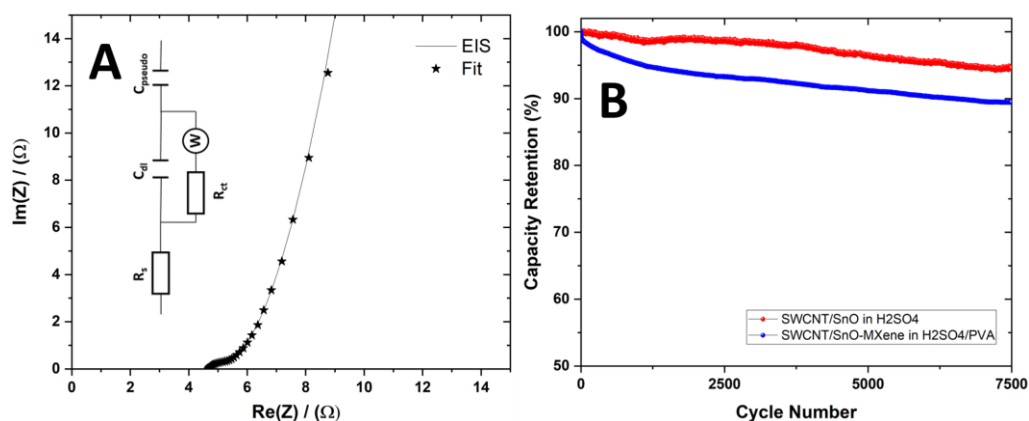 A
EIS
Fit
C_pseudo
W
C_dl
R_ct
R_s
Im(Z) / (Ω)
14
12
10
8
6
4
2
0
0 2 4 6 8 10 12 14
Re(Z) / (Ω)
B
Capacity Retention (%)
100
90
80
70
60
50
SWCNT/SnO in H2SO4
SWCNT/SnO-MXene in H2SO4/PVA
0 2500 5000 7500
Cycle Number